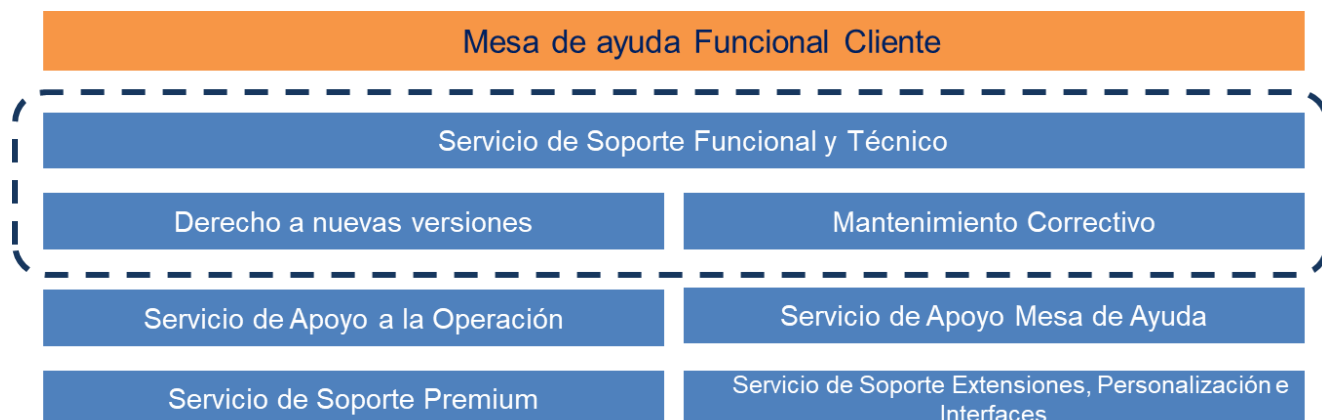 Mesa de ayuda Funcional Cliente
Servicio de Soporte Funcional y Técnico
Derecho a nuevas versiones
Mantenimiento Correctivo
Servicio de Apoyo a la Operación
Servicio de Apoyo Mesa de Ayuda
Servicio de Soporte Premium
Servicio de Soporte Extensiones, Personalización e
Interfaces